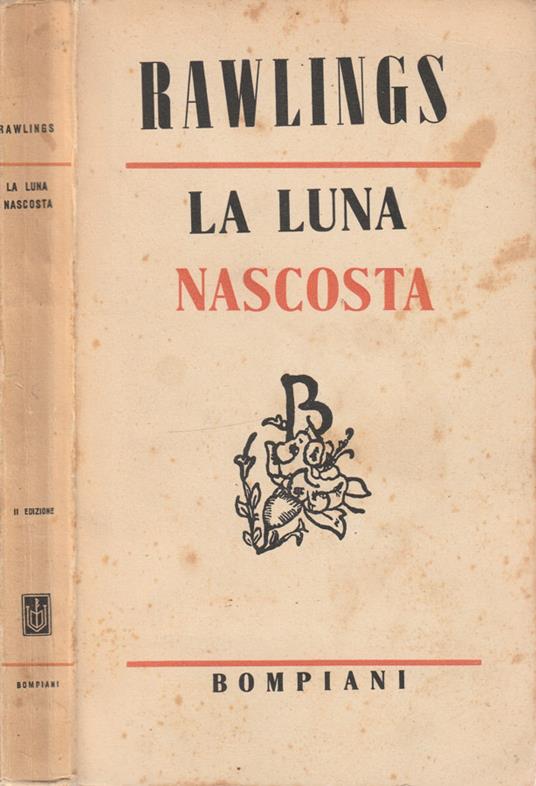 RAWLINGS
LA LUNA
NASCOSTA
II EDIZIONE
BOMPIANI
RAWLINGS
LA LUNA
NASCOSTA
B
BOMPIANI